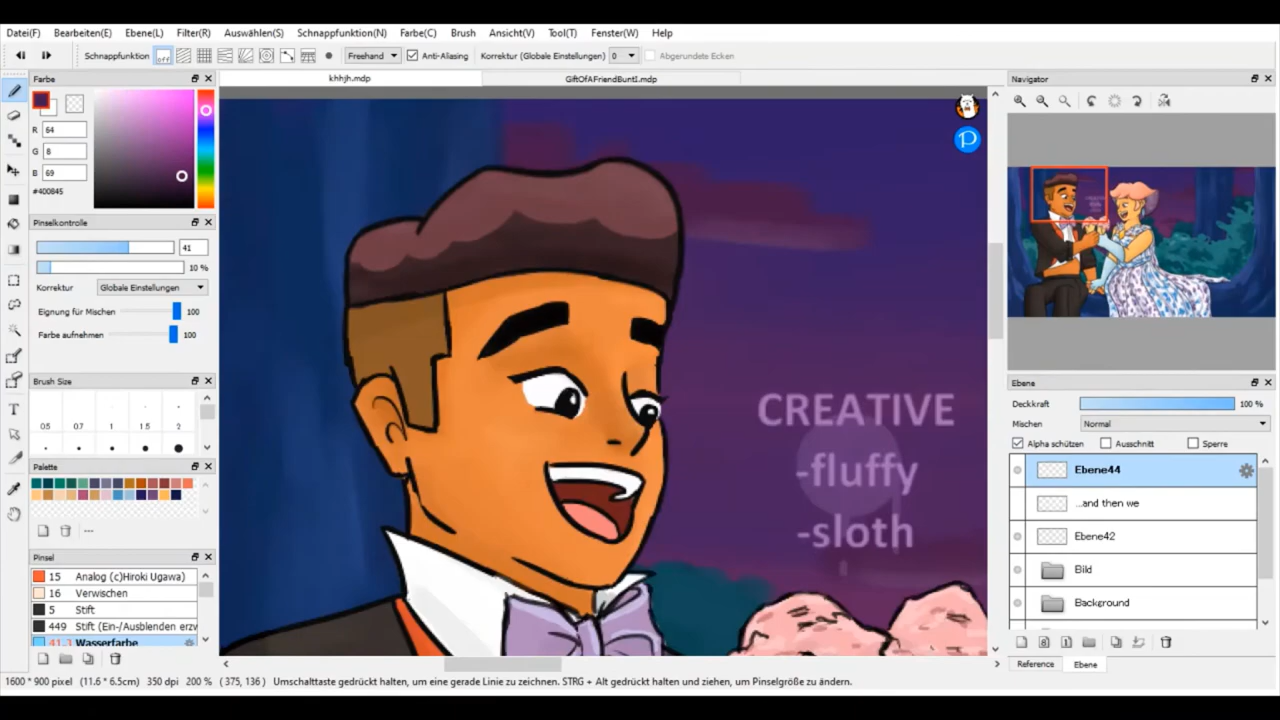 Datei(F) Bearbeiten(E) Ebene(L) Filter(R) Auswählen(S) Schnappfunktion(N) Farbe(C) Brush Ansicht(V) Tool(T) Fenster(W) Help
Schnappfunktion off Freehand Anti-Aliasing Korrektur (Globale Einstellungen) 0 Abgerundete Ecken
Farbe
khhjh.mdp
GiftOfAFriendBuntI.mdp
R 64
G 8
B 69
#400845
Pinselkontrolle
41
10 %
Korrektur Globale Einstellungen
Eignung für Mischen 100
Farbe aufnehmen 100
Brush Size
0.5 0.7 1 1.5 2
Palette
Pinsel
15 Analog (c)Hiroki Ugawa)
16 Verwischen
5 Stift
449 Stift (Ein-/Ausblenden erzw
41.3 Wasserfarbe
CREATIVE
-fluffy
-sloth
Navigator
Ebene
Deckkraft 100 %
Mischen Normal
Alpha schützen Ausschnitt Sperre
Ebene44
...and then we
Ebene42
Bild
Background
Reference Ebene
1600 * 900 pixel (11.6 * 6.5cm) 350 dpi 200 % ( 375, 136 ) Umschalttaste gedrückt halten, um eine gerade Linie zu zeichnen. STRG + Alt gedrückt halten und ziehen, um Pinselgröße zu ändern.